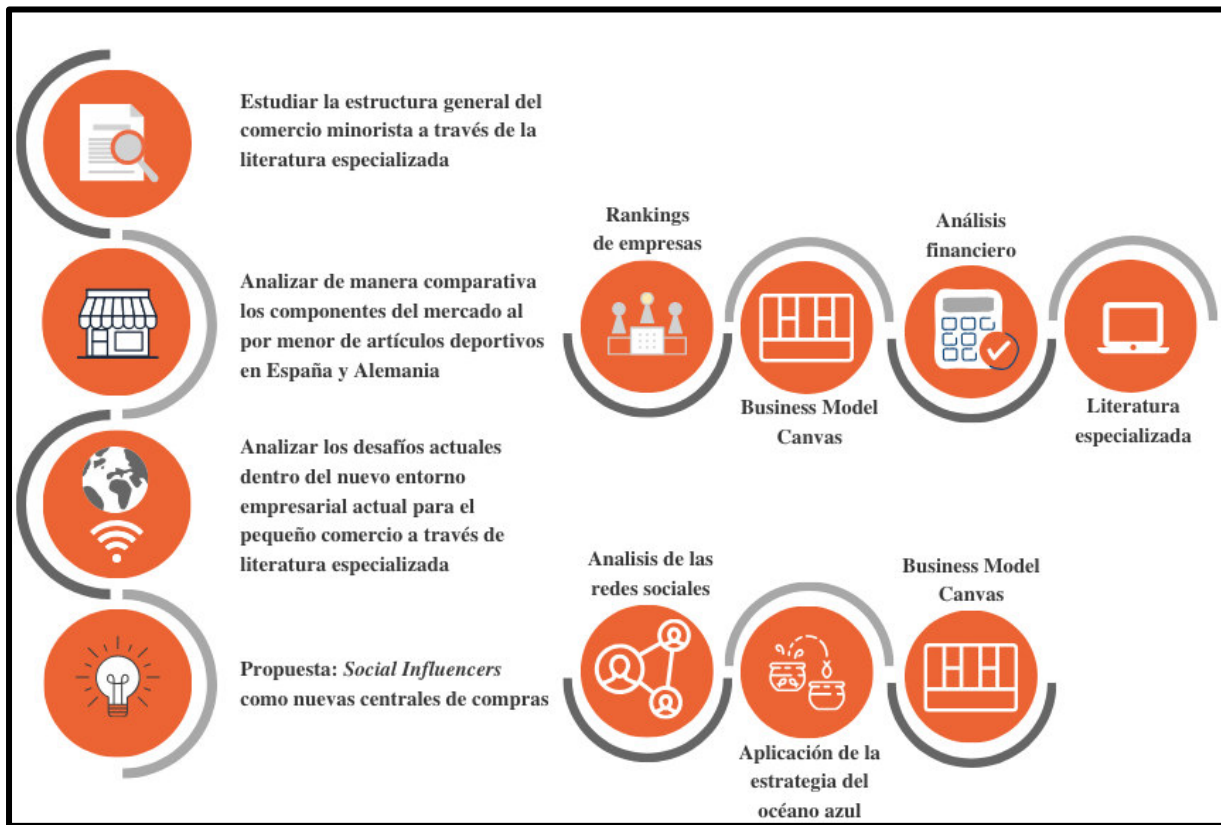 Estudiar la estructura general del
comercio minorista a través de la
literatura especializada
Analizar de manera comparativa
los componentes del mercado al
por menor de artículos deportivos
en España y Alemania
Rankings
de empresas
Business Model
Canvas
Análisis
financiero
Literatura
especializada
Analizar los desafíos actuales
dentro del nuevo entorno
empresarial actual para el
pequeño comercio a través de
literatura especializada
Propuesta: Social Influencers
como nuevas centrales de compras
Analisis de las
redes sociales
Aplicación de la
estrategia del
océano azul
Business Model
Canvas